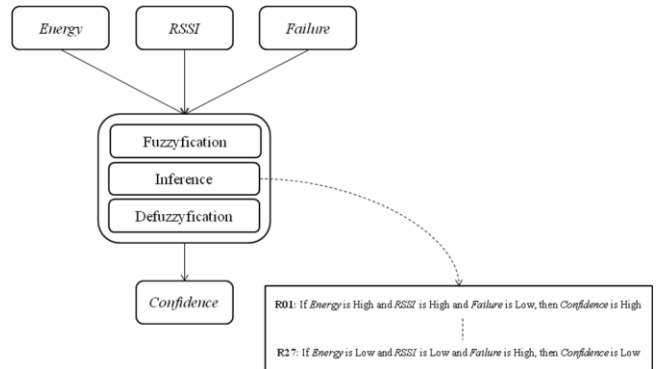 Energy RSSI Failure
Fuzzyfication
Inference
Defuzzyfication
Confidence
R01: If Energy is High and RSSI is High and Failure is Low, then Confidence is High
R27: If Energy is Low and RSSI is Low and Failure is High, then Confidence is Low